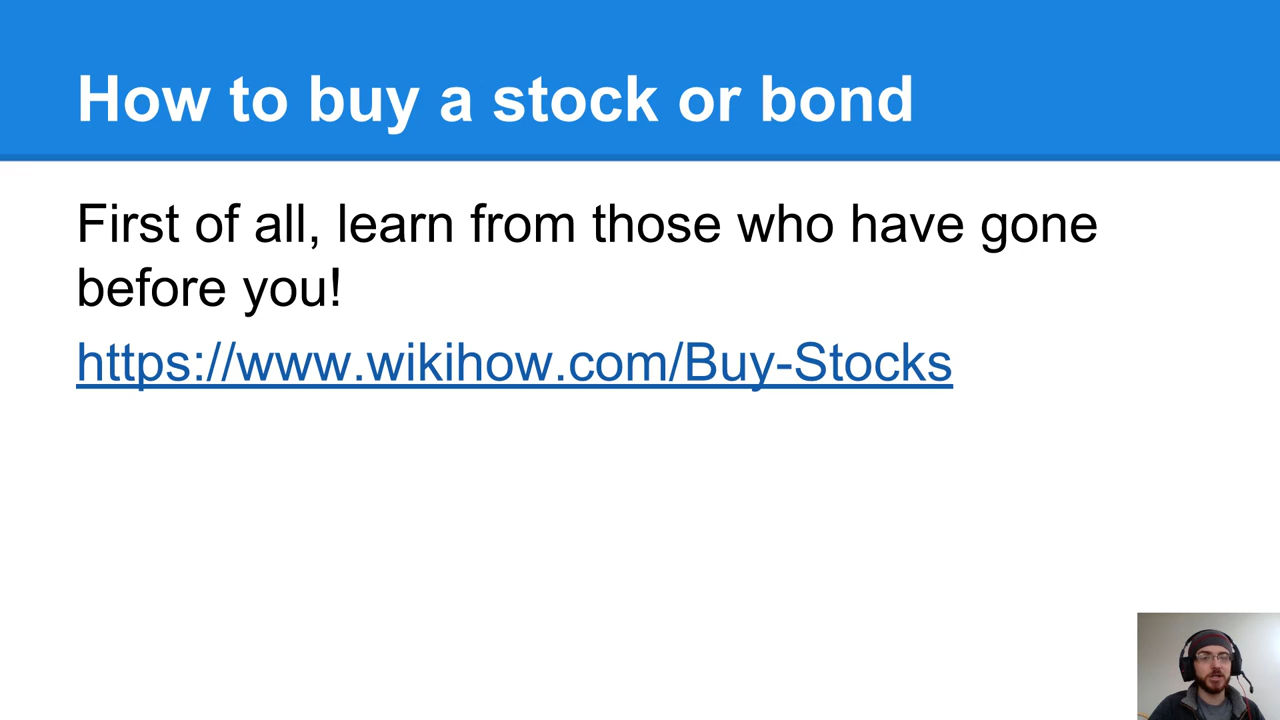 How to buy a stock or bond
First of all, learn from those who have gone
before you!
https://www.wikihow.com/Buy-Stocks